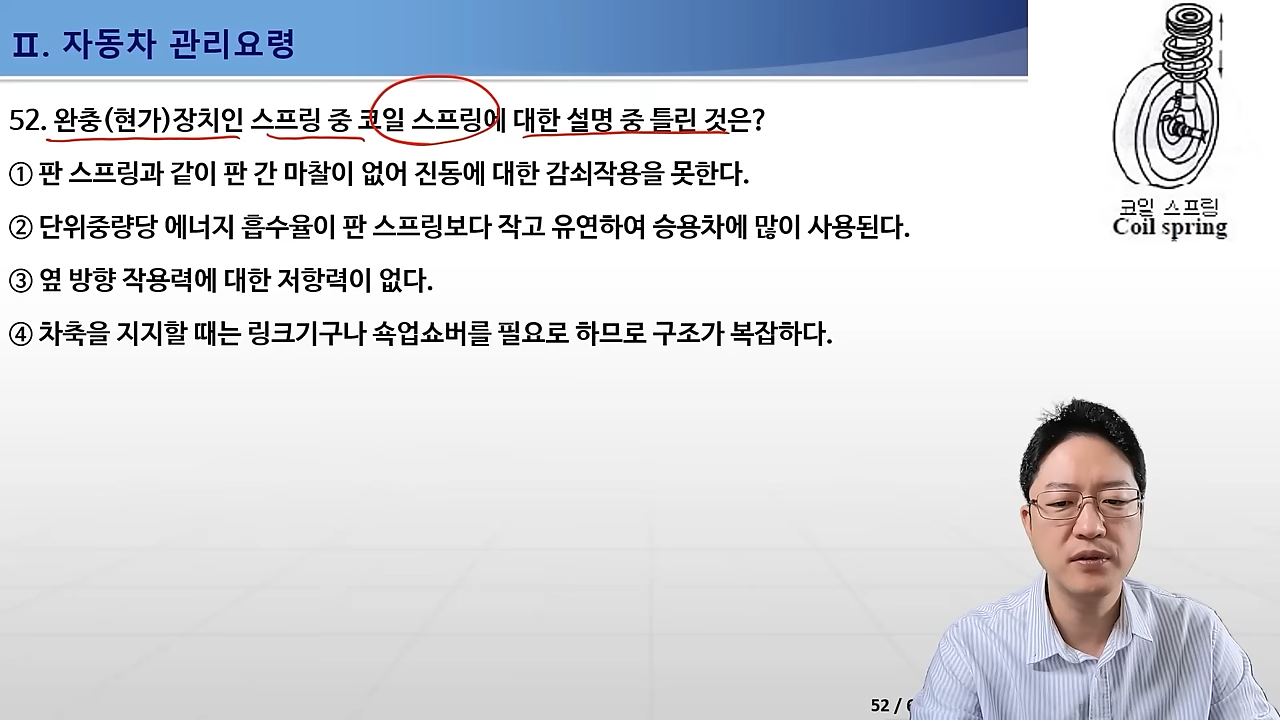 Ⅱ. 자동차 관리요령
52. 완충(현가)장치인 스프링 중 코일 스프링에 대한 설명 중 틀린 것은?
① 판 스프링과 같이 판 간 마찰이 없어 진동에 대한 감쇠작용을 못한다.
② 단위중량당 에너지 흡수율이 판 스프링보다 작고 유연하여 승용차에 많이 사용된다.
③ 옆 방향 작용력에 대한 저항력이 없다.
④ 차축을 지지할 때는 링크기구나 쇽업쇼버를 필요로 하므로 구조가 복잡하다.
코일 스프링
Coil spring
52 /